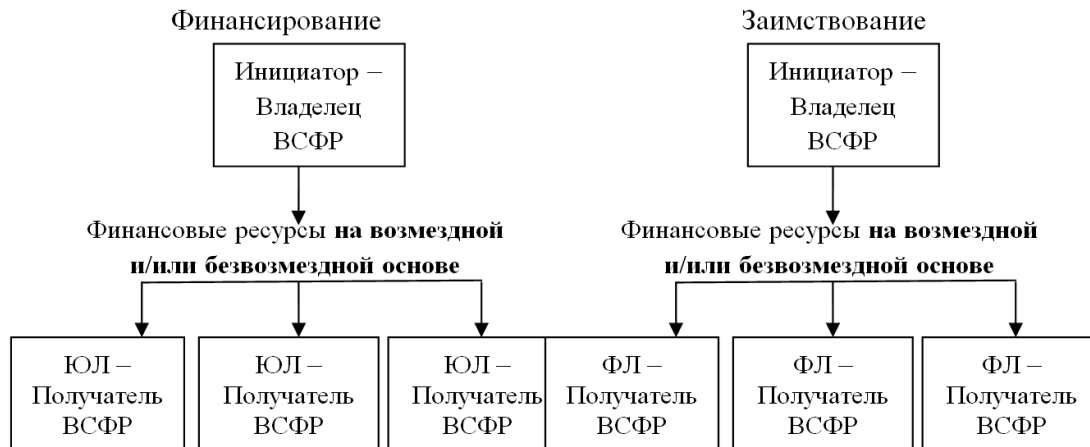 Финансирование
Инициатор –
Владелец
ВСФР
Финансовые ресурсы на возмездной
и/или безвозмездной основе
ЮЛ –
Получатель
ВСФР
ЮЛ –
Получатель
ВСФР
ЮЛ –
Получатель
ВСФР
Заимствование
Инициатор –
Владелец
ВСФР
Финансовые ресурсы на возмездной
и/или безвозмездной основе
ФЛ –
Получатель
ВСФР
ФЛ –
Получатель
ВСФР
ФЛ –
Получатель
ВСФР